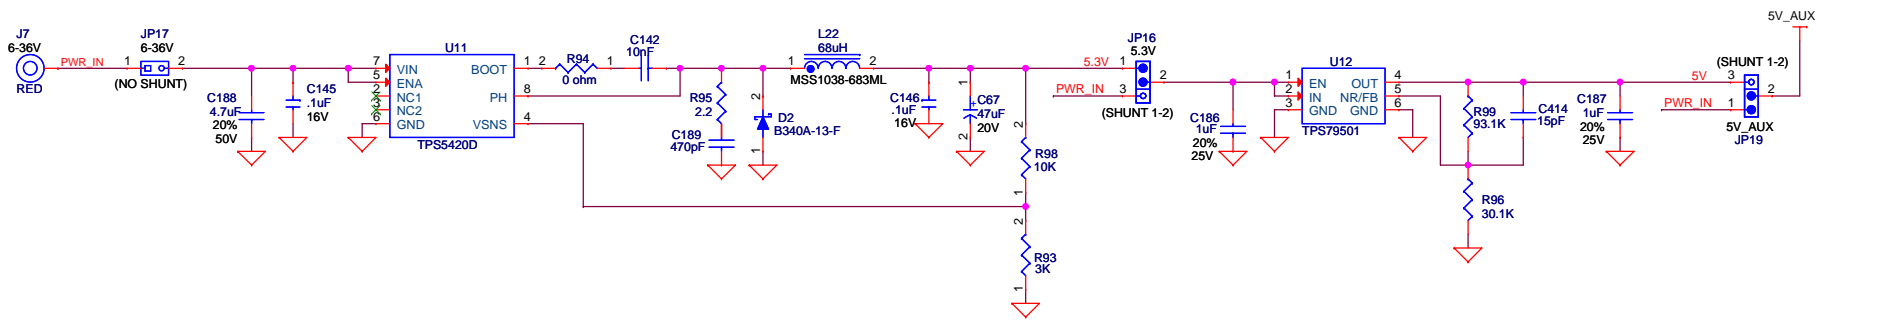 J7
6-36V
RED
PWR_IN
JP17
6-36V
1
2
(NO SHUNT)
C188
4.7uF
20%
50V
C145
.1uF
16V
U11
7
VIN
5
ENA
2
NC1
3
NC2
6
GND
BOOT
1
PH
8
VSNS
4
TPS5420D
2
R94
1
0 ohm
C142
10nF
R95
2.2
C189
470pF
2
D2
B340A-13-F
1
L22
68uH
1
2
MSS1038-683ML
C146
.1uF
16V
1
+
C67
47uF
20V
2
2
R98
10K
1
2
R93
3K
1
5.3V
PWR_IN
JP16
5.3V
1
2
3
(SHUNT 1-2)
C186
1uF
20%
25V
U12
1
EN
2
IN
3
GND
OUT
4
NR/FB
5
GND
6
TPS79501
R99
93.1K
C414
15pF
R96
30.1K
C187
1uF
20%
25V
5V
PWR_IN
(SHUNT 1-2)
3
2
1
5V_AUX
JP19
5V_AUX